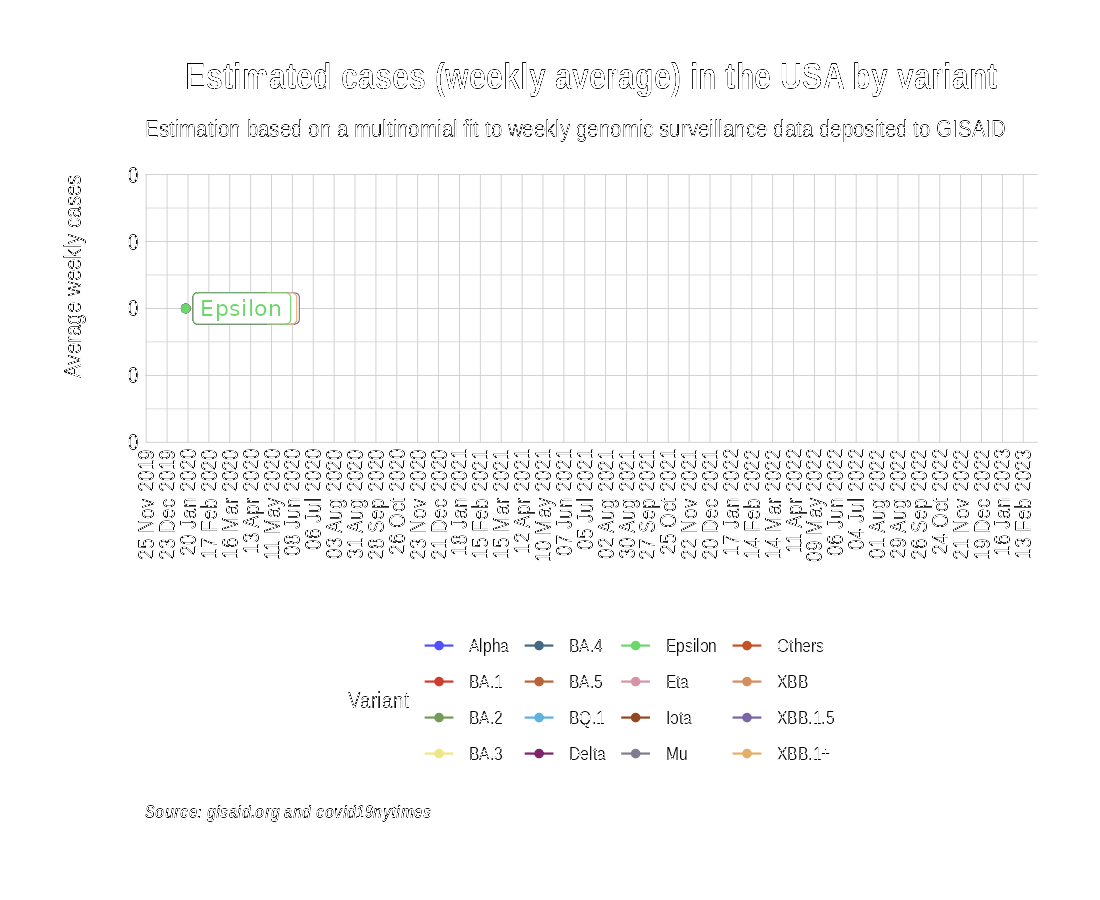 Estimated cases (weekly average) in the USA by variant
Estimation based on a multinomial fit to weekly genomic surveillance data deposited to GISAID
Average weekly cases
0
0
0
0
0
Epsilon
25 Nov 2019
23 Dec 2019
20 Jan 2020
17 Feb 2020
16 Mar 2020
13 Apr 2020
11 May 2020
08 Jun 2020
06 Jul 2020
03 Aug 2020
31 Aug 2020
28 Sep 2020
26 Oct 2020
23 Nov 2020
21 Dec 2020
18 Jan 2021
15 Feb 2021
15 Mar 2021
12 Apr 2021
10 May 2021
07 Jun 2021
05 Jul 2021
02 Aug 2021
30 Aug 2021
27 Sep 2021
25 Oct 2021
22 Nov 2021
20 Dec 2021
17 Jan 2022
14 Feb 2022
14 Mar 2022
11 Apr 2022
09 May 2022
06 Jun 2022
04 Jul 2022
01 Aug 2022
29 Aug 2022
26 Sep 2022
24 Oct 2022
21 Nov 2022
19 Dec 2022
16 Jan 2023
13 Feb 2023
Variant
Alpha BA.4 Epsilon Others
BA.1 BA.5 Eta XBB
BA.2 BQ.1 Iota XBB.1.5
BA.3 Delta Mu XBB.1+
Source: gisaid.org and covid19nytimes